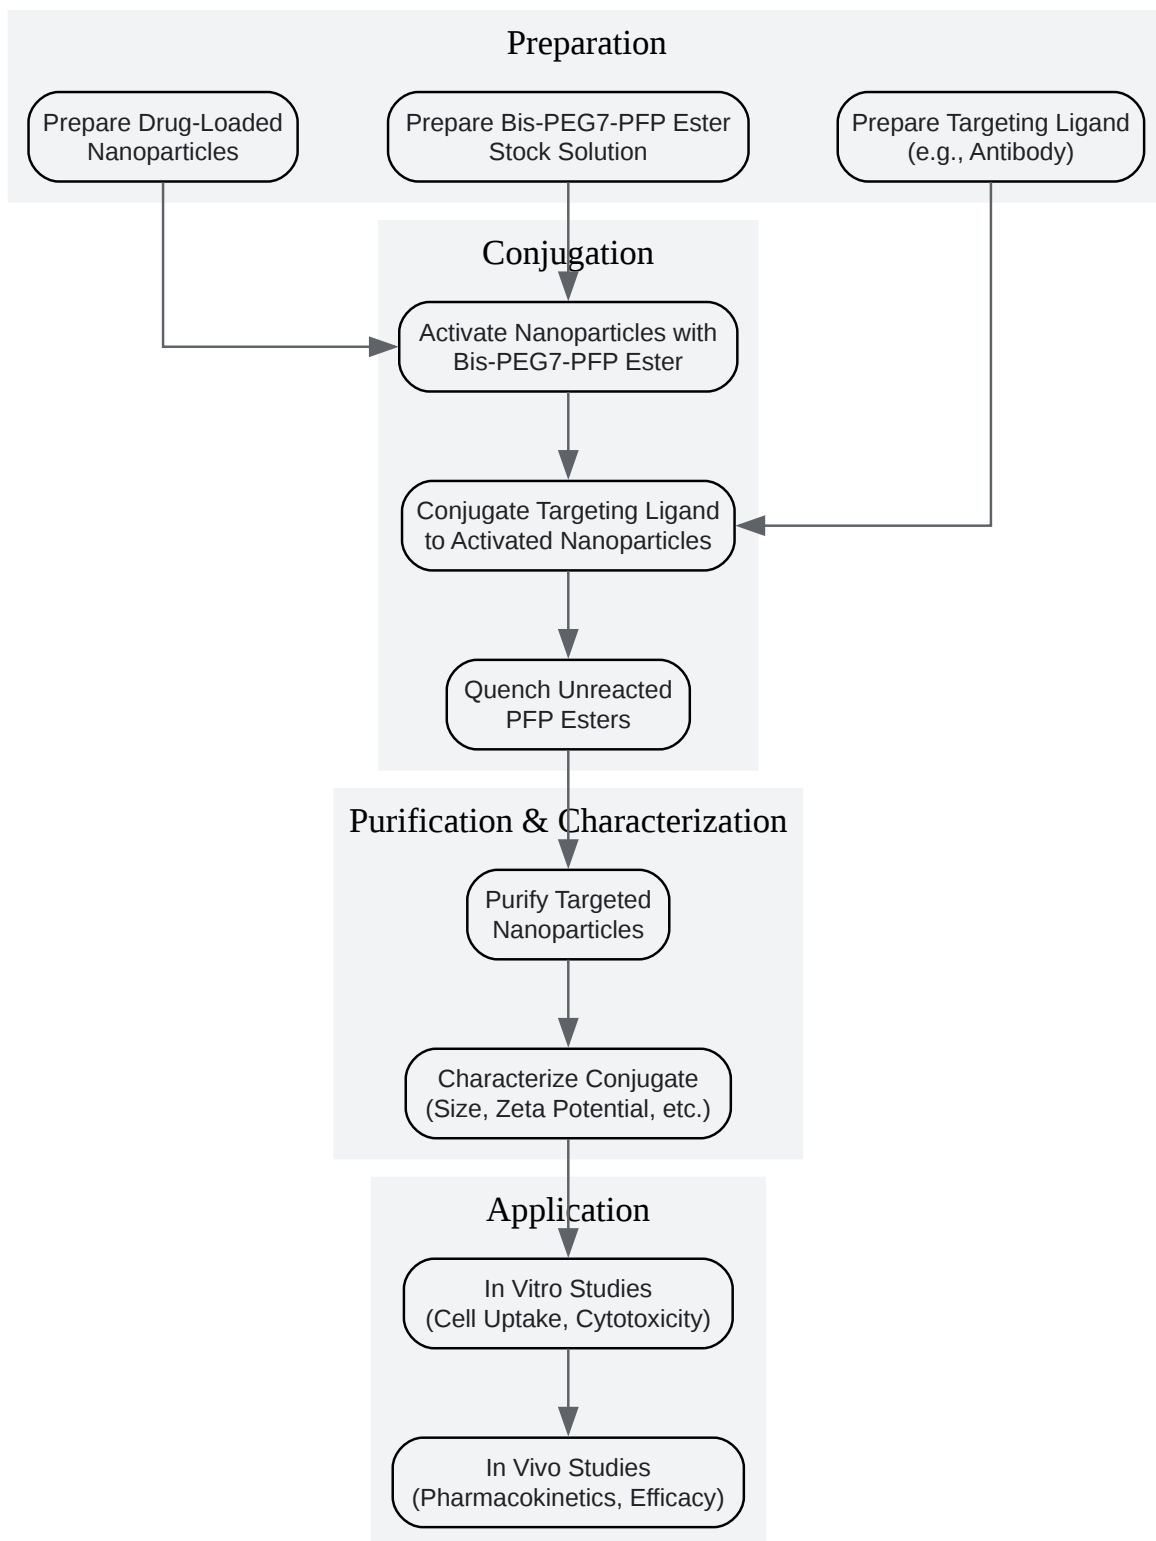 Preparation
Prepare Drug-Loaded
Nanoparticles
Prepare Bis-PEG7-PFP Ester
Stock Solution
Prepare Targeting Ligand
(e.g., Antibody)
Conjugation
Activate Nanoparticles with
Bis-PEG7-PFP Ester
Conjugate Targeting Ligand
to Activated Nanoparticles
Quench Unreacted
PFP Esters
Purification & Characterization
Purify Targeted
Nanoparticles
Characterize Conjugate
(Size, Zeta Potential, etc.)
Application
In Vitro Studies
(Cell Uptake, Cytotoxicity)
In Vivo Studies
(Pharmacokinetics, Efficacy)